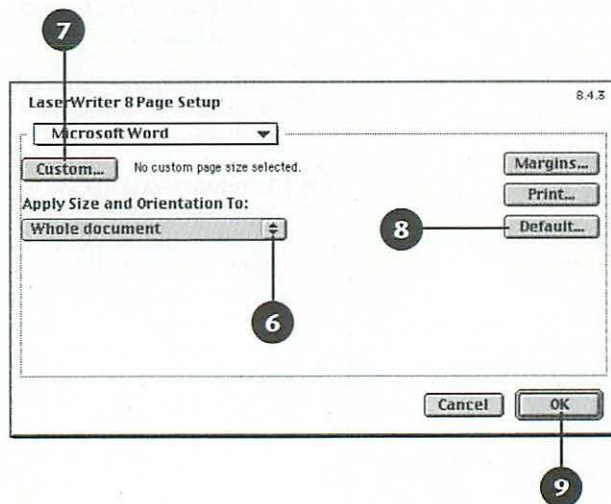 7
LaserWriter 8 Page Setup 8.4.3
Microsoft Word
Custom... No custom page size selected. Margins...
Print...
Apply Size and Orientation To:
Whole document 8 Default...
6
Cancel OK
9